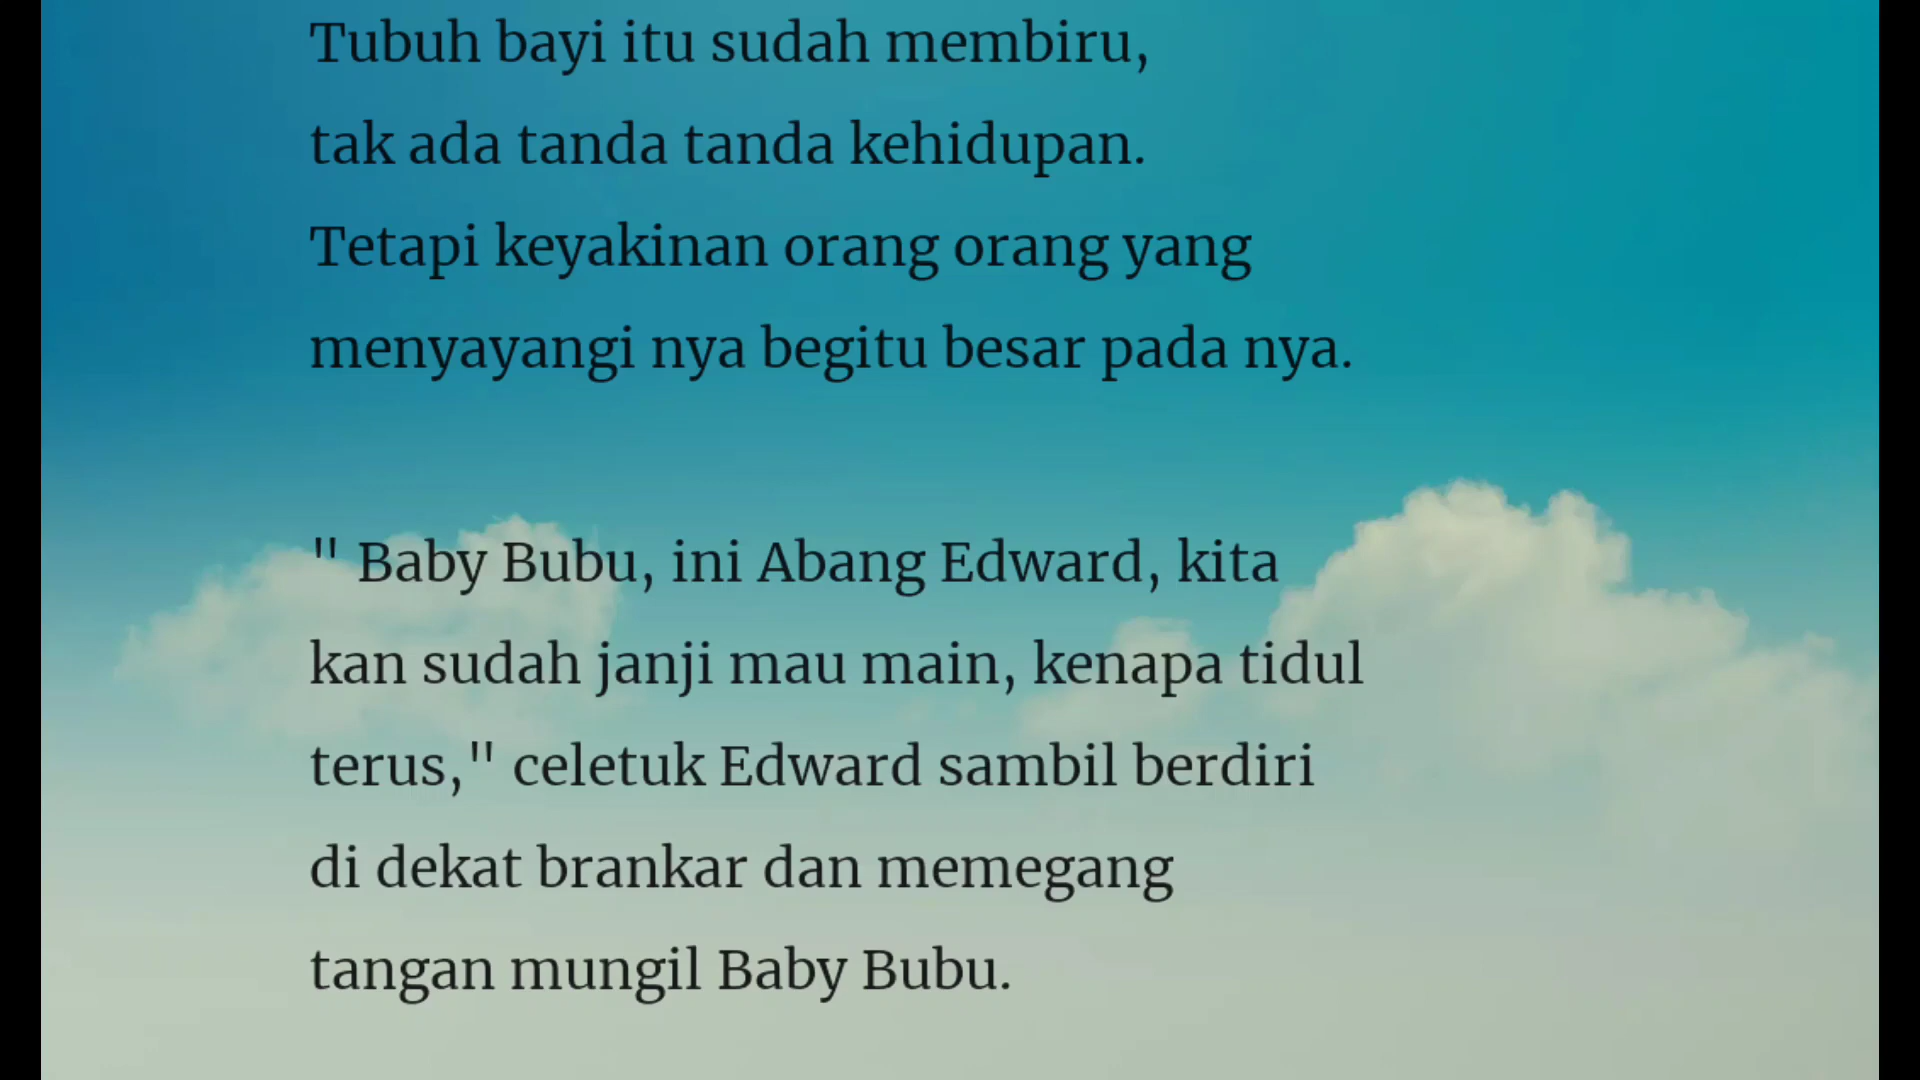 Tubuh bayi itu sudah membiru,
tak ada tanda tanda kehidupan.
Tetapi keyakinan orang orang yang
menyayangi nya begitu besar pada nya.
" Baby Bubu, ini Abang Edward, kita
kan sudah janji mau main, kenapa tidul
terus," celetuk Edward sambil berdiri
di dekat brankar dan memegang
tangan mungil Baby Bubu.